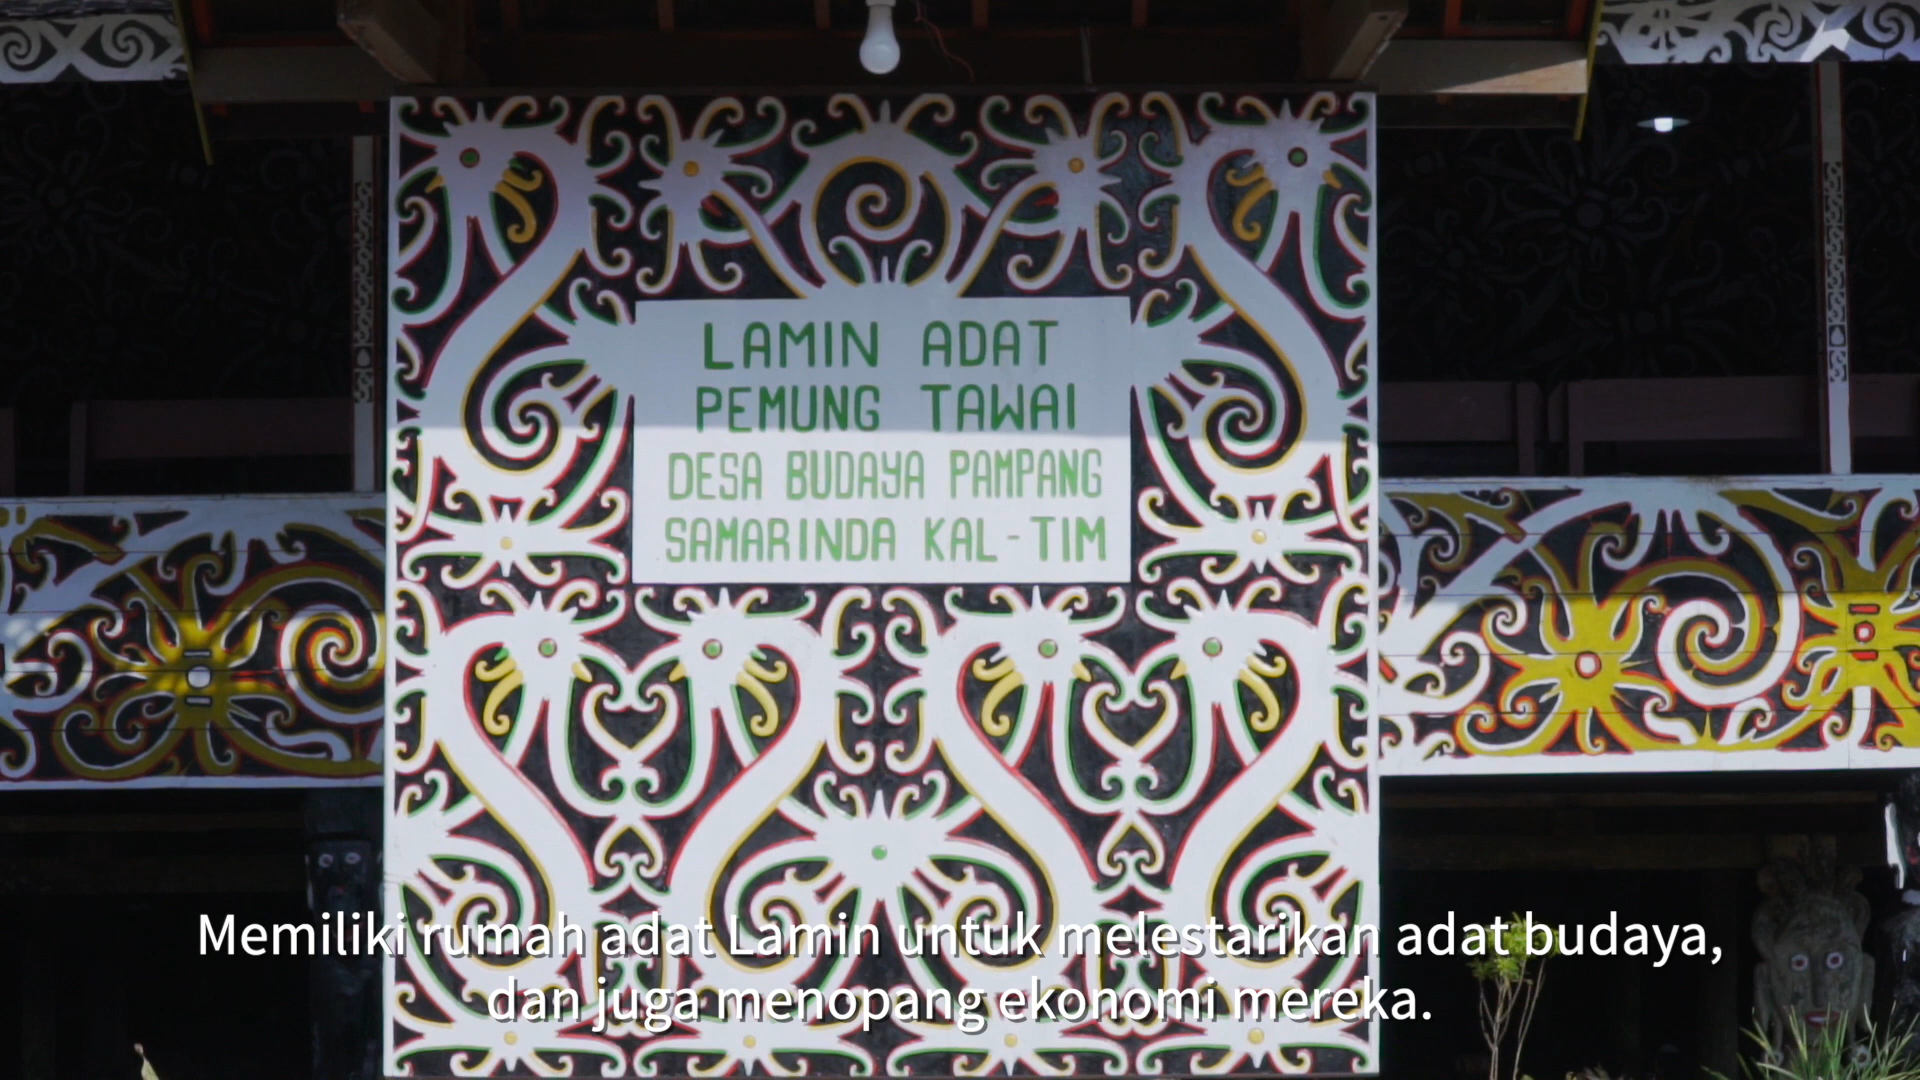 LAMIN ADAT
PEMUNG TAWAI
DESA BUDAYA PAMPANG
SAMARINDA KAL-TIM
Memiliki rumah adat Lamin untuk melestarikan adat budaya,
dan juga menopang ekonomi mereka.